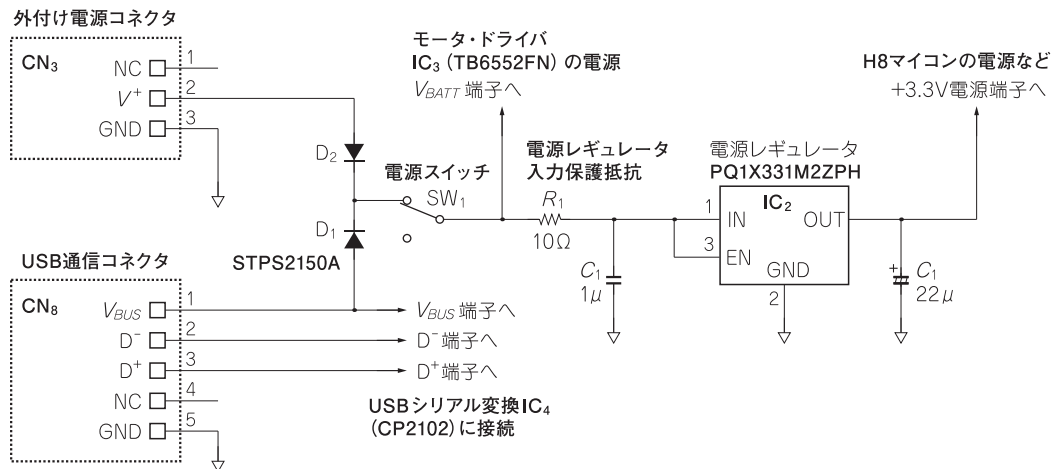 外付け電源コネクタ
CN3
NC
1
V+
2
GND
3
D2
D1
STPS2150A
電源スイッチ
SW1
モータ・ドライバ
IC3(TB6552FN)の電源
VBATT 端子へ
電源レギュレータ
入力保護抵抗
R1
10Ω
C1
1μ
電源レギュレータ
PQ1X331M2ZPH
1
IN
IC2
OUT
3
EN
GND
2
H8マイコンの電源など
+3.3V電源端子へ
+
C1
22μ
USB通信コネクタ
CN8
VBUS
1
VBUS 端子へ
D-
2
D-端子へ
D+
3
D+端子へ
NC
4
GND
5
USBシリアル変換IC4
(CP2102)に接続